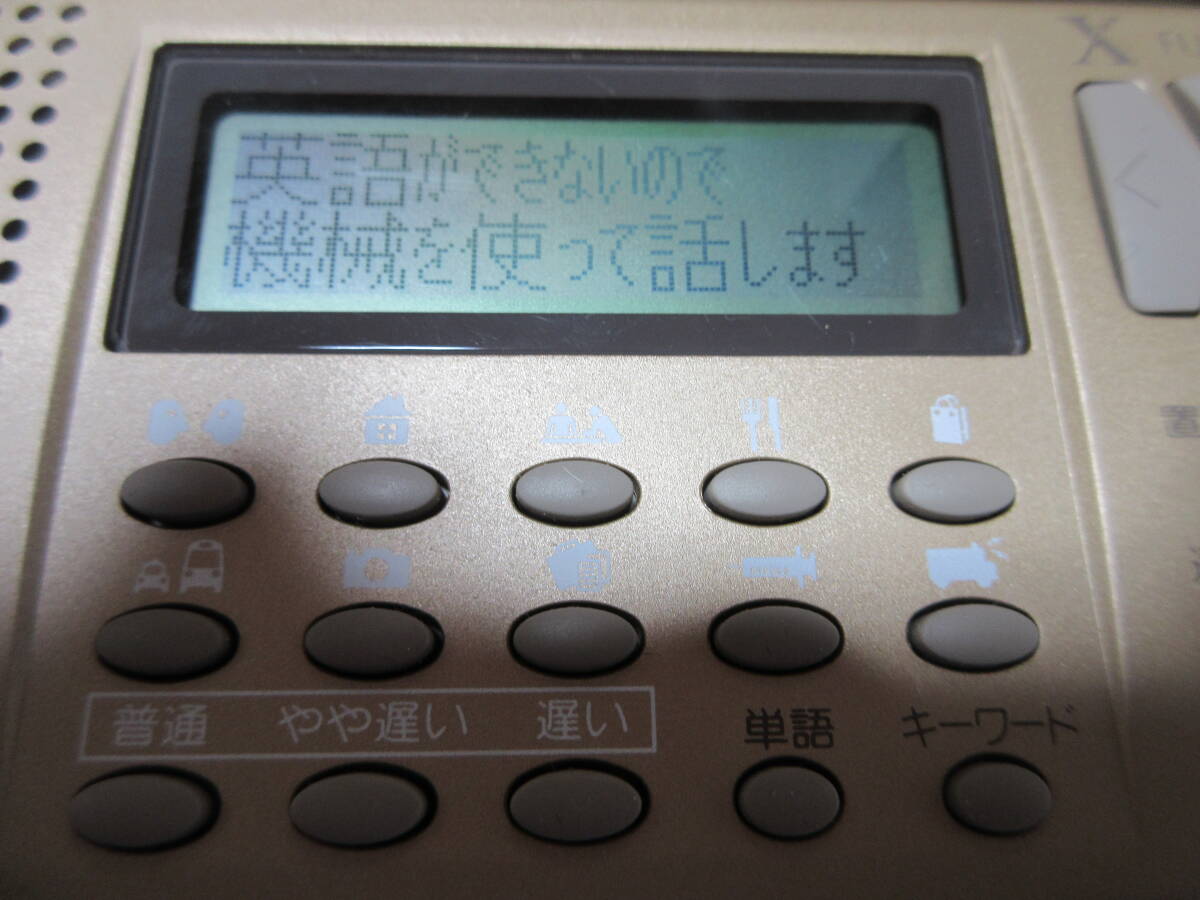 X
英語ができないので
機械を使って話します
普通 やや遅い 遅い 単語 キーワード